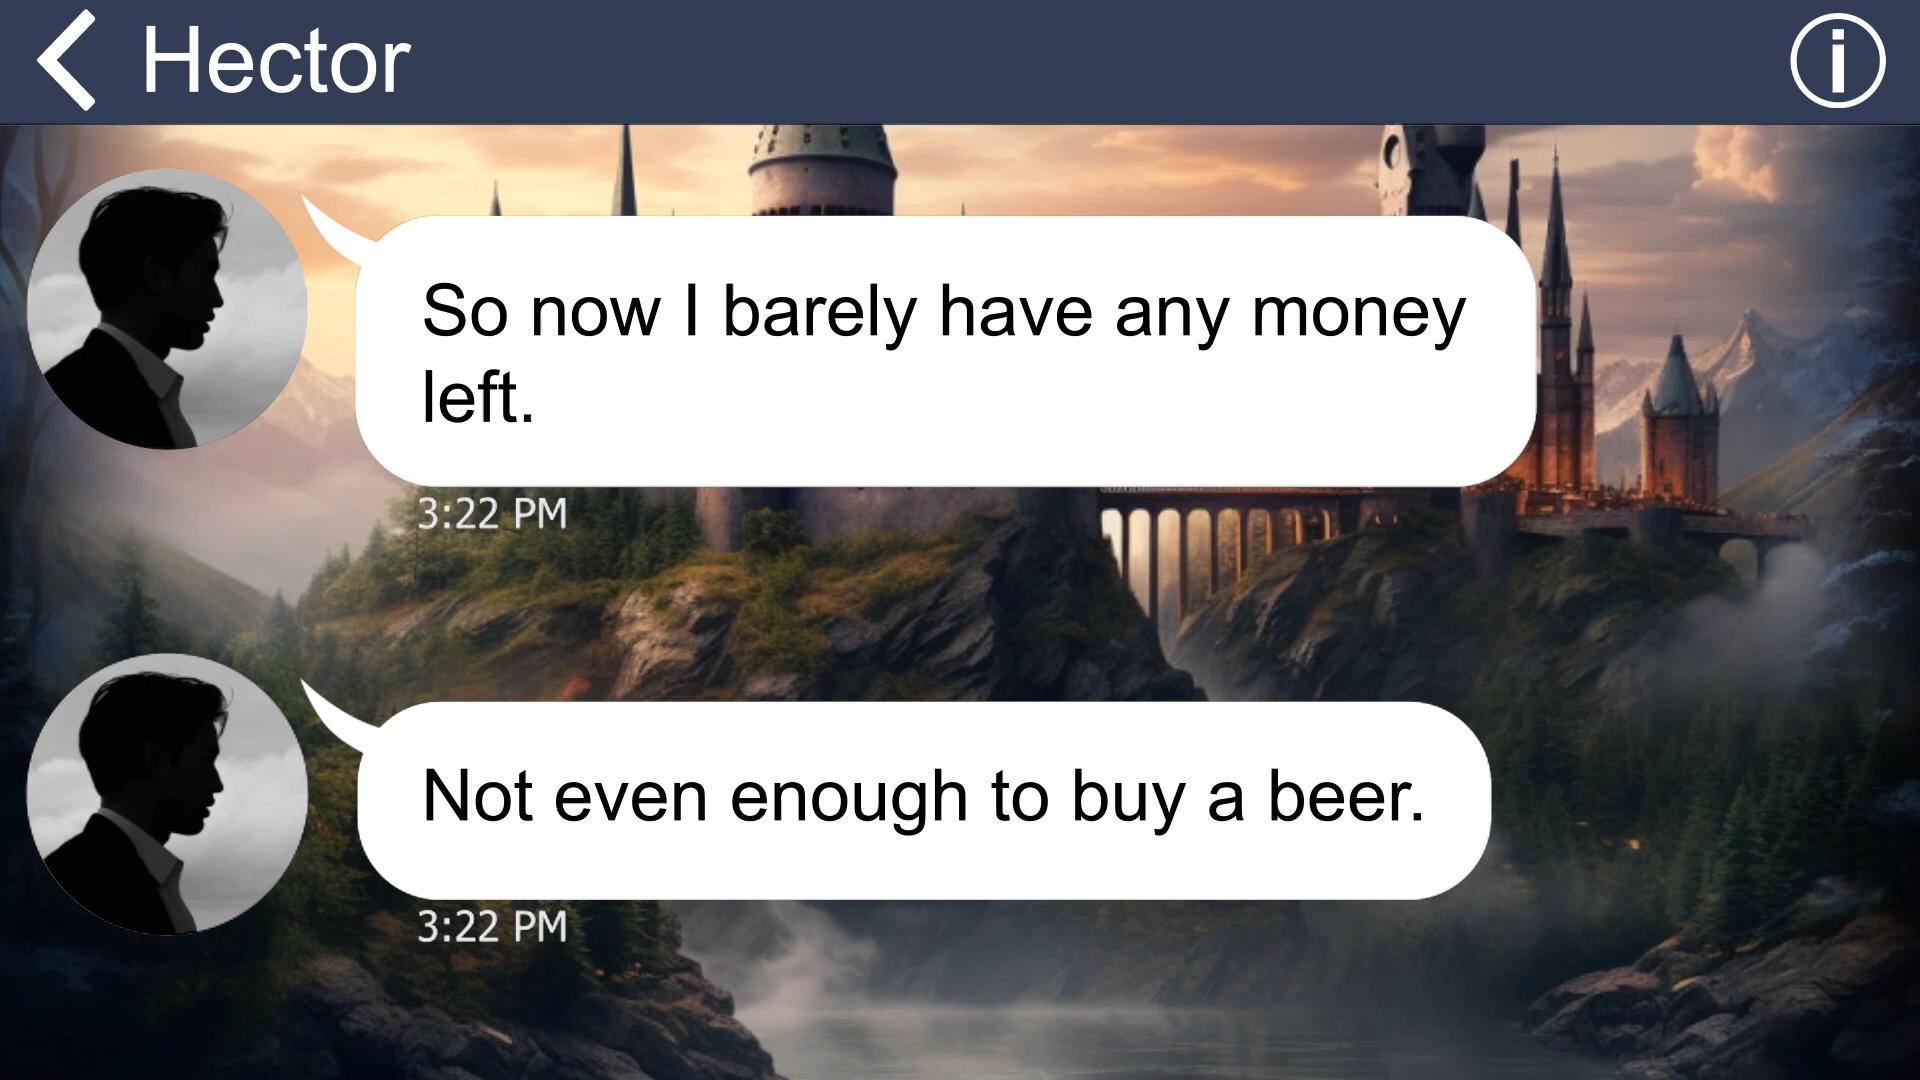 Hector
So now I barely have any money
left.
3:22 PM
Not even enough to buy a beer.
3:22 PM